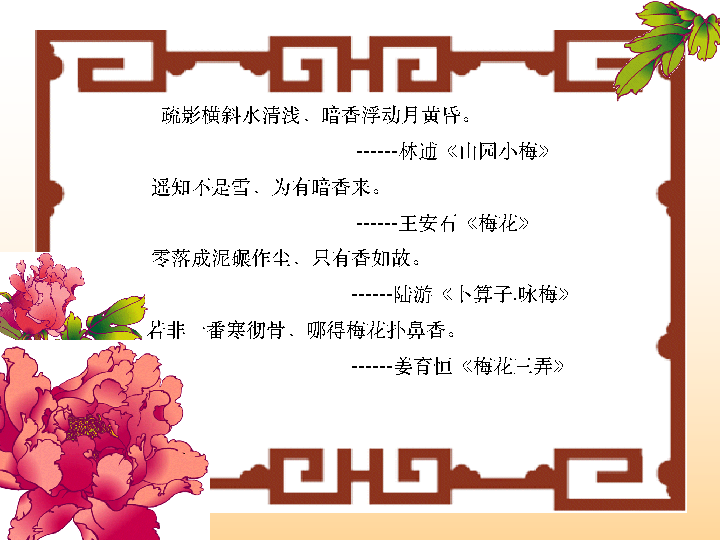 疏影横斜水清浅、暗香浮动月黄昏。
------林逋《山园小梅》
遥知不是雪、为有暗香来。
------王安石《梅花》
零落成泥碾作尘、只有香如故。
------陆游《卜算子.咏梅》
若非一番寒彻骨、哪得梅花扑鼻香。
------姜育恒《梅花三弄》